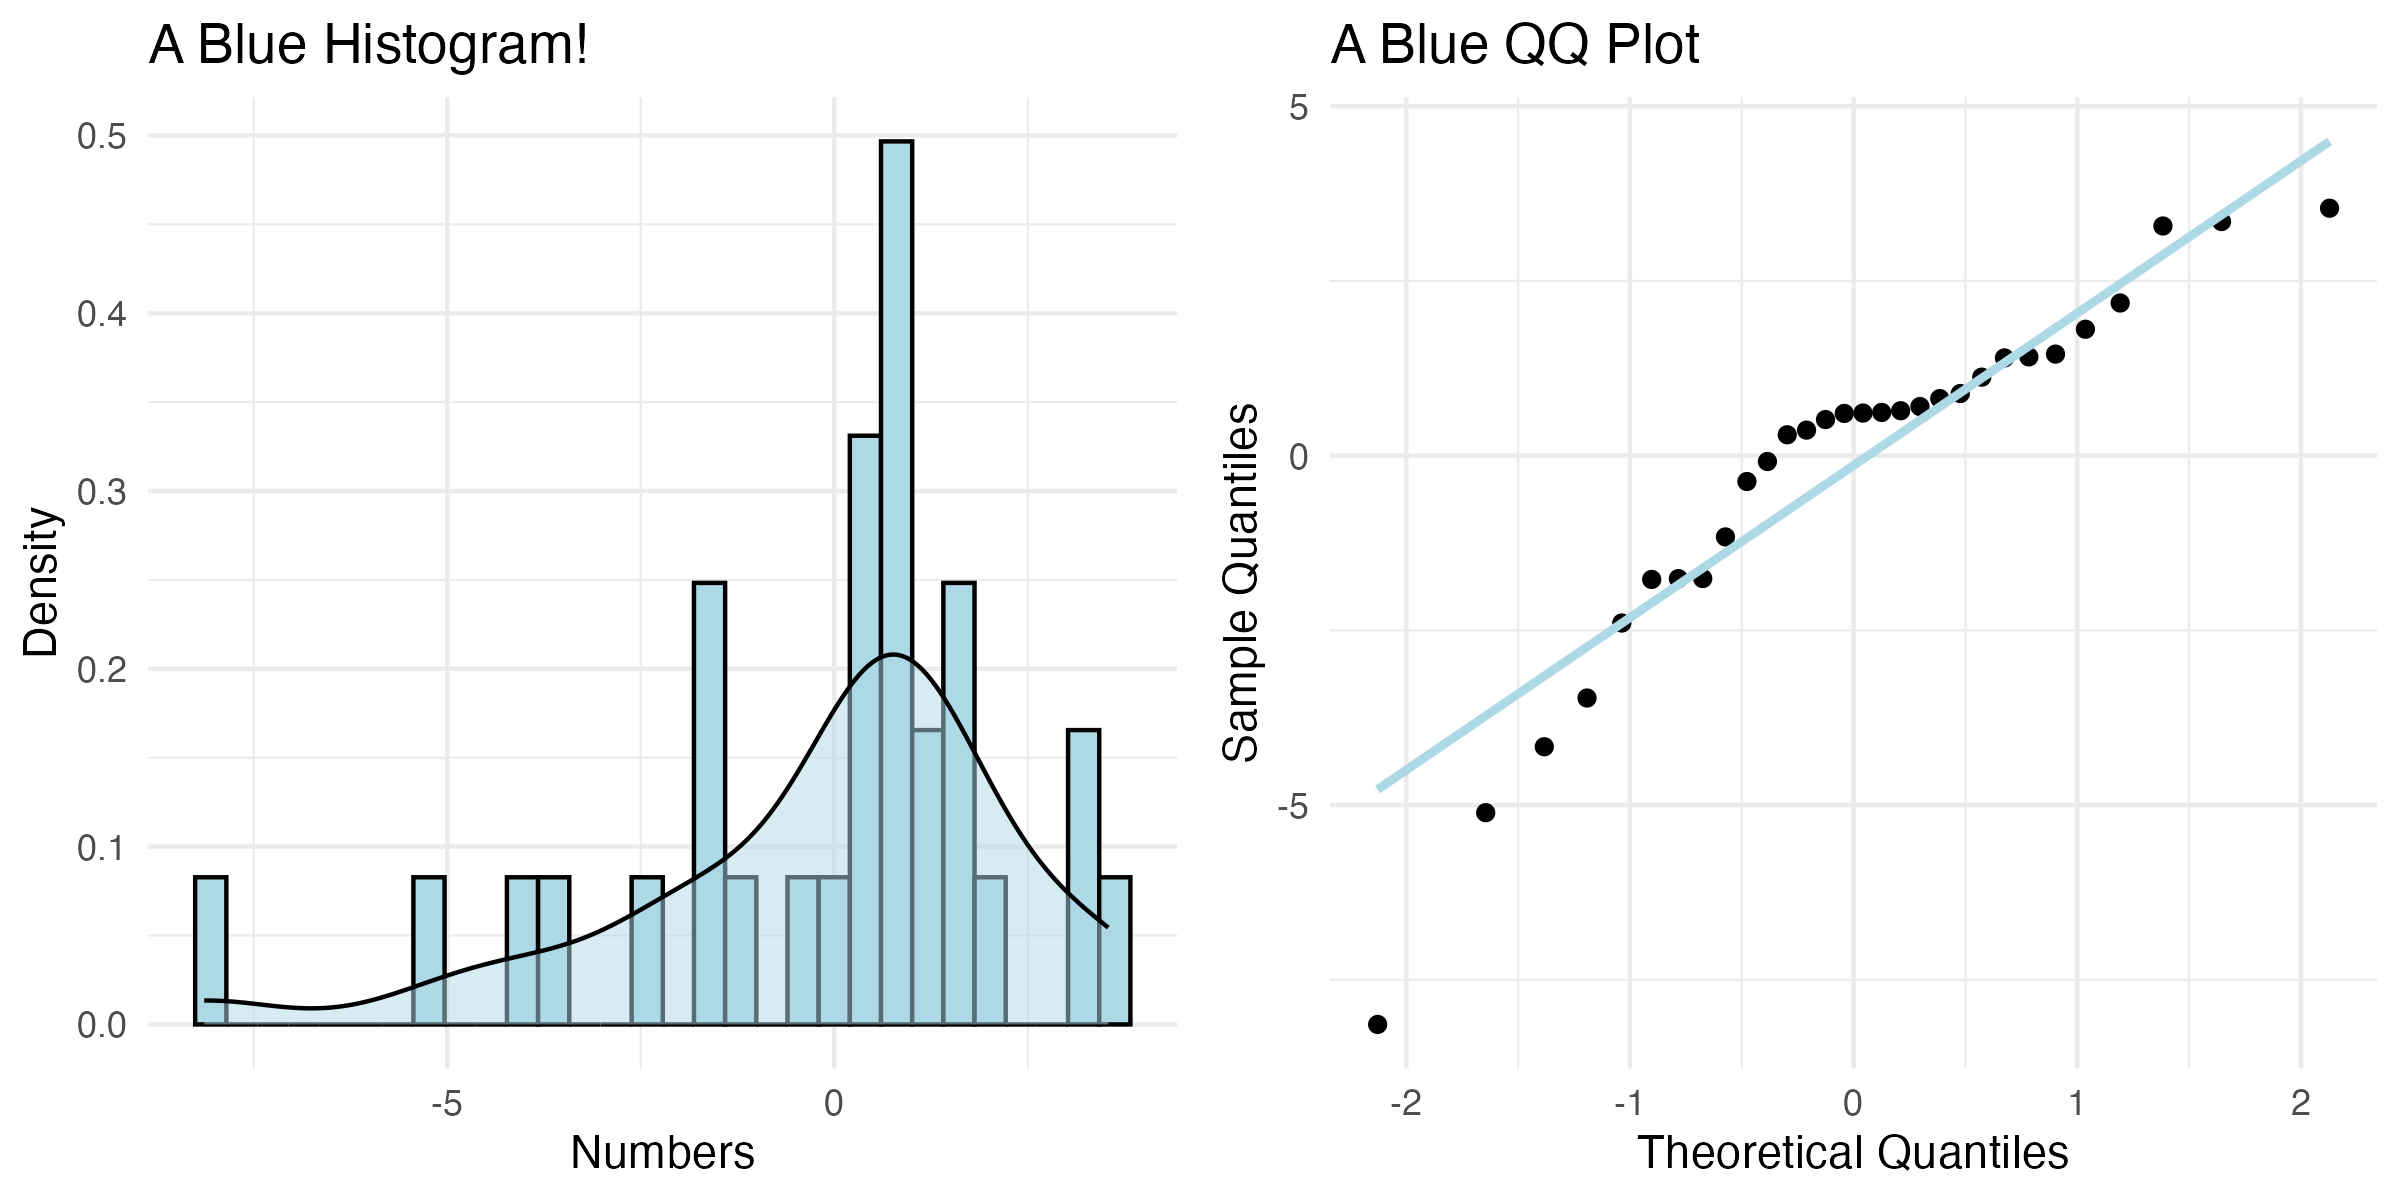 A Blue Histogram!
0.5
0.4
0.3
0.2
0.1
0.0
Density
-5
0
Numbers
A Blue QQ Plot
5
0
-5
Sample Quantiles
-2
-1
0
1
2
Theoretical Quantiles